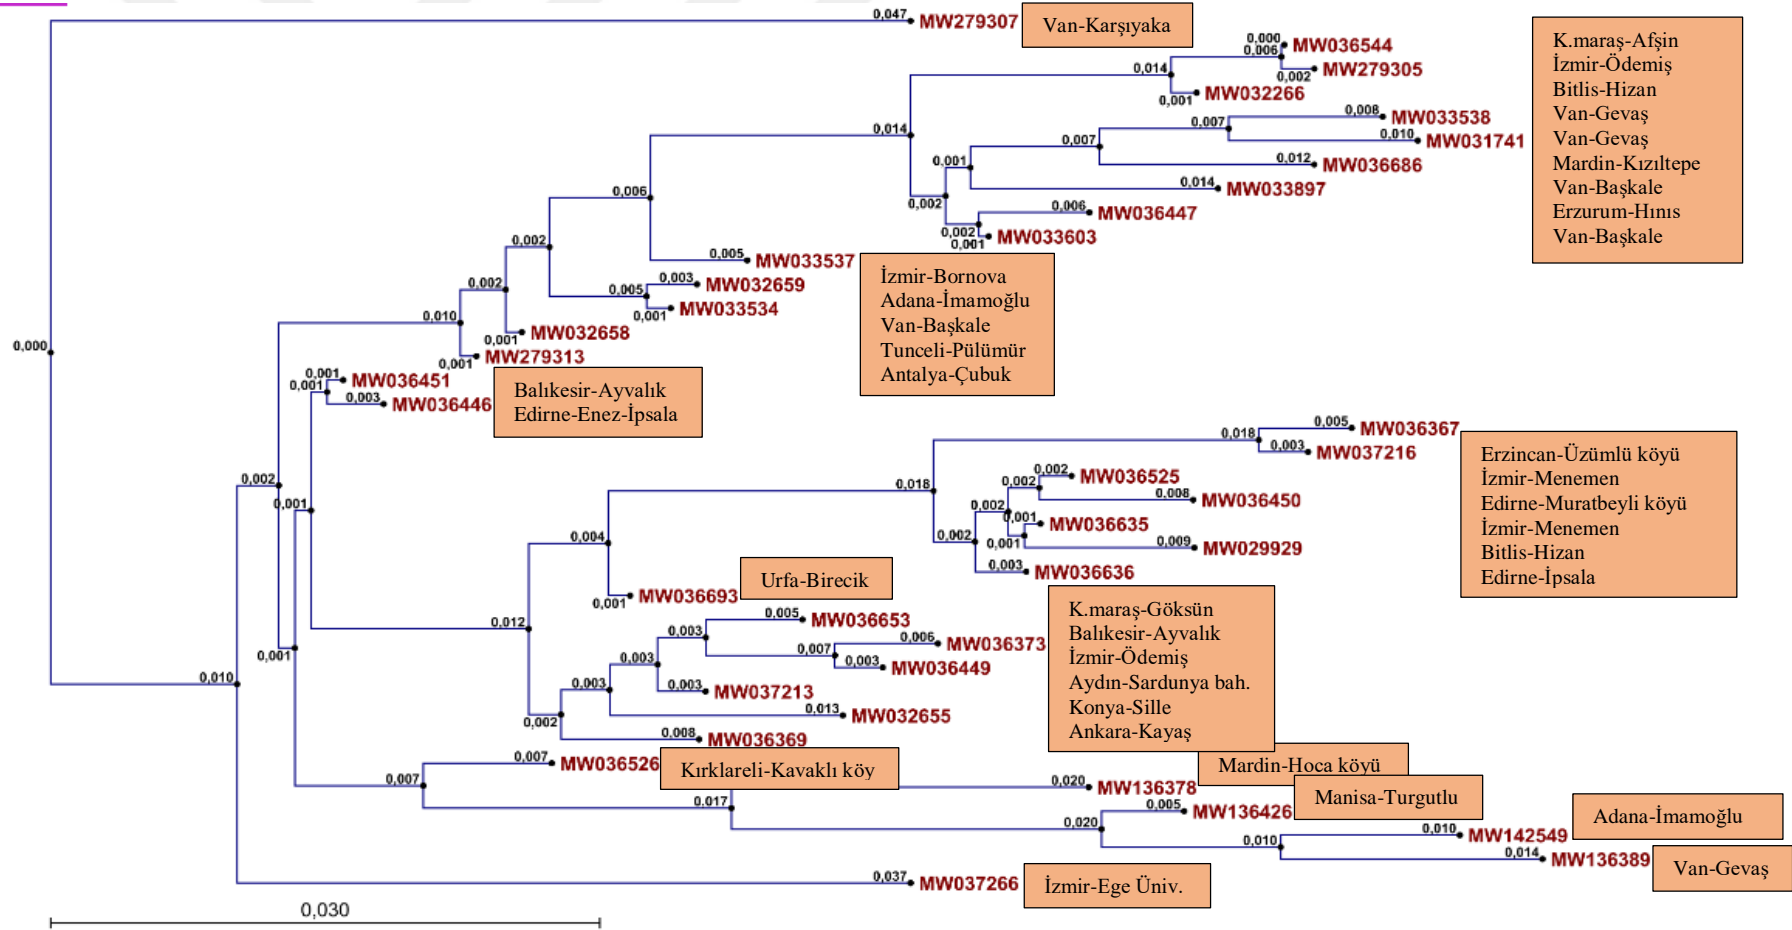 0,047 MW279307 Van-Karşıyaka
0,000 MW036544
0,006
0,002 MW279305
0,014
0,001 MW032266
0,014
0,008 MW033538
0,007
0,010 MW031741
0,007
0,012 MW036686
0,001
0,014 MW033897
0,002
0,006 MW036447
0,002
0,001 MW033603
K.maraş-Afşin
İzmir-Ödemiş
Bitlis-Hizan
Van-Gevaş
Van-Gevaş
Mardin-Kızıltepe
Van-Başkale
Erzurum-Hınıs
Van-Başkale
0,006
0,005 MW033537
0,002
0,003 MW032659
0,005
0,001 MW033534
0,002
0,001 MW032658
0,010
0,001 MW279313
İzmir-Bornova
Adana-İmamoğlu
Van-Başkale
Tunceli-Pülümür
Antalya-Çubuk
0,000
0,001 MW036451
0,001
0,003 MW036446
Balıkesir-Ayvalık
Edirne-Enez-İpsala
0,005 MW036367
0,018
0,003 MW037216
0,018
0,002 MW036525
0,002
0,008 MW036450
0,002
0,001 MW036635
0,001
0,009 MW029929
0,002
0,003 MW036636
Erzincan-Üzümlü köyü
İzmir-Menemen
Edirne-Muratbeyli köyü
İzmir-Menemen
Bitlis-Hizan
Edirne-İpsala
0,002
0,001
0,004
0,001 MW036693 Urfa-Birecik
0,012
0,005 MW036653
0,003
0,006 MW036373
0,007
0,003 MW036449
0,003
0,003 MW037213
0,003
0,013 MW032655
0,002
0,008 MW036369
K.maraş-Göksün
Balıkesir-Ayvalık
İzmir-Ödemiş
Aydın-Sardunya bah.
Konya-Sille
Ankara-Kayaş
0,001
0,010
0,007 MW036526 Kırklareli-Kavaklı köy
0,007
0,020 MW136378 Mardin-Hoca köyü
0,017
0,005 MW136426 Manisa-Turgutlu
0,020
0,010 MW142549 Adana-İmamoğlu
0,010
0,014 MW136389 Van-Gevaş
0,037 MW037266 İzmir-Ege Üniv.
0,030